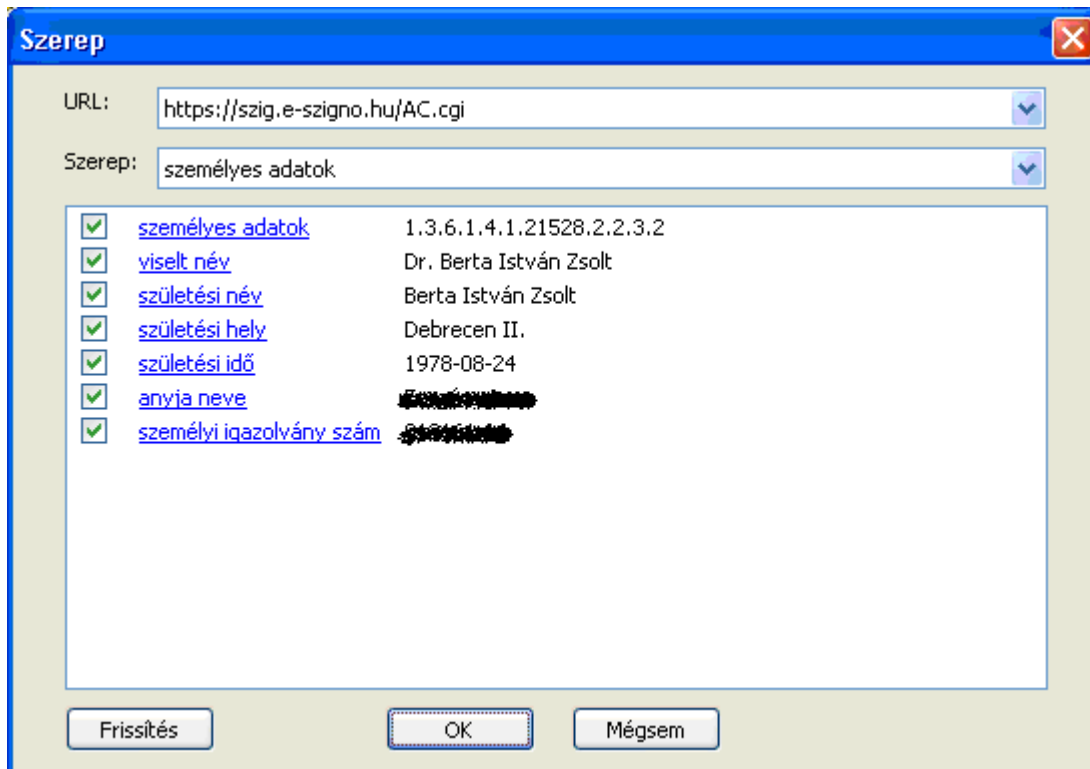 Szerep
URL: https://szig.e-szigno.hu/AC.cgi
Szerep: személyes adatok
személyes adatok 1.3.6.1.4.1.21528.2.2.3.2
viselt név Dr. Berta István Zsolt
születési név Berta István Zsolt
születési hely Debrecen II.
születési idő 1978-08-24
anyja neve
személyi igazolvány szám
Frissítés OK Mégsem